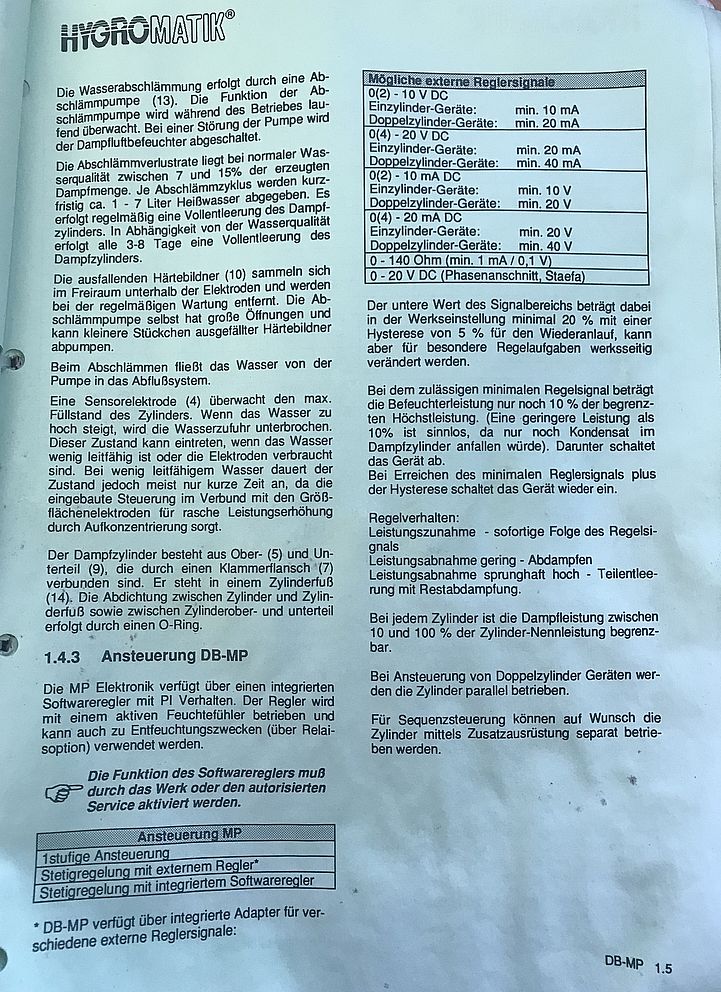 HYGROMATIK®
Die Wasserabschlämmung erfolgt durch eine Ab-
schlämmpumpe (13). Die Funktion der Ab-
schlämmpumpe wird während des Betriebes lau-
fend überwacht. Bei einer Störung der Pumpe wird
der Dampfluftbefeuchter abgeschaltet.
Die Abschlämmverlustrate liegt bei normaler Was-
serqualität zwischen 7 und 15% der erzeugten
Dampfmenge. Je Abschlämmzyklus werden kurz-
fristig ca. 1 - 7 Liter Heißwasser abgegeben. Es
erfolgt regelmäßig eine Vollentleerung des Dampf-
zylinders. In Abhängigkeit von der Wasserqualität
erfolgt alle 3-8 Tage eine Vollentleerung des
Dampfzylinders.
Die ausfallenden Härtebildner (10) sammeln sich
im Freiraum unterhalb der Elektroden und werden
bei der regelmäßigen Wartung entfernt. Die Ab-
schlämmpumpe selbst hat große Öffnungen und
kann kleinere Stückchen ausgefällter Härtebildner
abpumpen.
Beim Abschlämmen fließt das Wasser von der
Pumpe in das Abflußsystem.
Eine Sensorelektrode (4) überwacht den max.
Füllstand des Zylinders. Wenn das Wasser zu
hoch steigt, wird die Wasserzufuhr unterbrochen.
Dieser Zustand kann eintreten, wenn das Wasser
wenig leitfähig ist oder die Elektroden verbraucht
sind. Bei wenig leitfähigem Wasser dauert der
Zustand jedoch meist nur kurze Zeit an, da die
eingebaute Steuerung im Verbund mit den Groß-
flächenelektroden für rasche Leistungserhöhung
durch Aufkonzentrierung sorgt.
Der Dampfzylinder besteht aus Ober- (5) und Un-
terteil (9), die durch einen Klammerflansch (7)
verbunden sind. Er steht in einem Zylinderfuß
(14). Die Abdichtung zwischen Zylinder und Zylin-
derfuß sowie zwischen Zylinderober- und unterteil
erfolgt durch einen O-Ring.
1.4.3 Ansteuerung DB-MP
Die MP Elektronik verfügt über einen integrierten
Softwareregler mit PI Verhalten. Der Regler wird
mit einem aktiven Feuchtefühler betrieben und
kann auch zu Entfeuchtungszwecken (über Relai-
soption) verwendet werden.
Die Funktion des Softwarereglers muß
durch das Werk oder den autorisierten
Service aktiviert werden.
Ansteuerung MP
1stufige Ansteuerung
Stetigregelung mit externem Regler*
Stetigregelung mit integriertem Softwareregler
* DB-MP verfügt über integrierte Adapter für ver-
schiedene externe Reglersignale:
Mögliche externe Reglersignale
0(2) - 10 V DC
Einzylinder-Geräte: min. 10 mA
Doppelzylinder-Geräte: min. 20 mA
0(4) - 20 V DC
Einzylinder-Geräte: min. 20 mA
Doppelzylinder-Geräte: min. 40 mA
0(2) - 10 mA DC
Einzylinder-Geräte: min. 10 V
Doppelzylinder-Geräte: min. 20 V
0(4) - 20 mA DC
Einzylinder-Geräte: min. 20 V
Doppelzylinder-Geräte: min. 40 V
0 - 140 Ohm (min. 1 mA / 0,1 V)
0 - 20 V DC (Phasenanschnitt, Staefa)
Der untere Wert des Signalbereichs beträgt dabei
in der Werkseinstellung minimal 20 % mit einer
Hysterese von 5 % für den Wiederanlauf, kann
aber für besondere Regelaufgaben werksseitig
verändert werden.
Bei dem zulässigen minimalen Regelsignal beträgt
die Befeuchterleistung nur noch 10 % der begrenz-
ten Höchstleistung. (Eine geringere Leistung als
10% ist sinnlos, da nur noch Kondensat im
Dampfzylinder anfallen würde). Darunter schaltet
das Gerät ab.
Bei Erreichen des minimalen Reglersignals plus
der Hysterese schaltet das Gerät wieder ein.
Regelverhalten:
Leistungszunahme - sofortige Folge des Regelsi-
gnals
Leistungsabnahme gering - Abdampfen
Leistungsabnahme sprunghaft hoch - Teilentlee-
rung mit Restabdampfung.
Bei jedem Zylinder ist die Dampfleistung zwischen
10 und 100 % der Zylinder-Nennleistung begrenz-
bar.
Bei Ansteuerung von Doppelzylinder Geräten wer-
den die Zylinder parallel betrieben.
Für Sequenzsteuerung können auf Wunsch die
Zylinder mittels Zusatzausrüstung separat betrie-
ben werden.
DB-MP 1.5